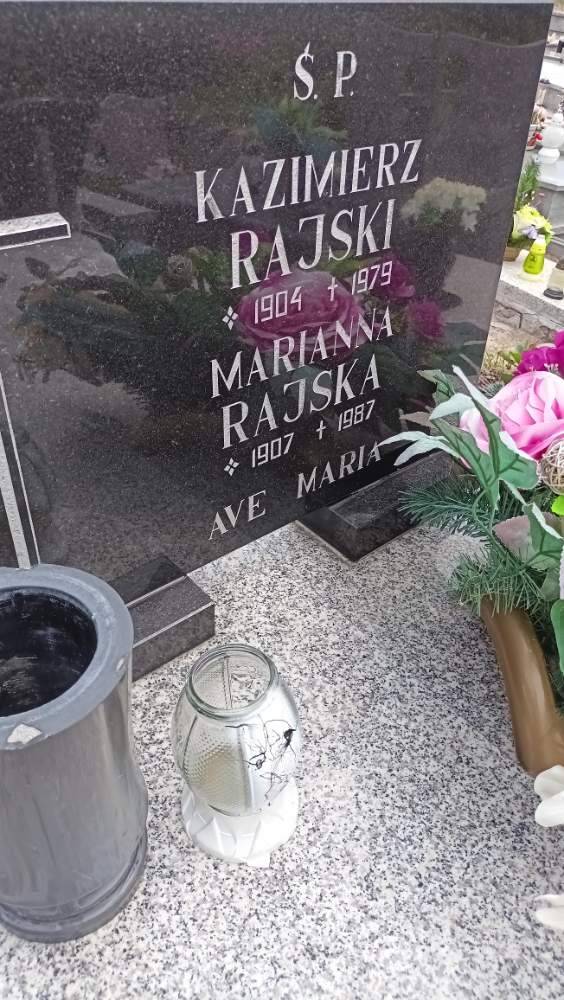 Ś. P.
KAZIMIERZ
RAJSKI
1904 † 1979
MARIANNA
RAJSKA
1907 † 1987
AVE MARIA